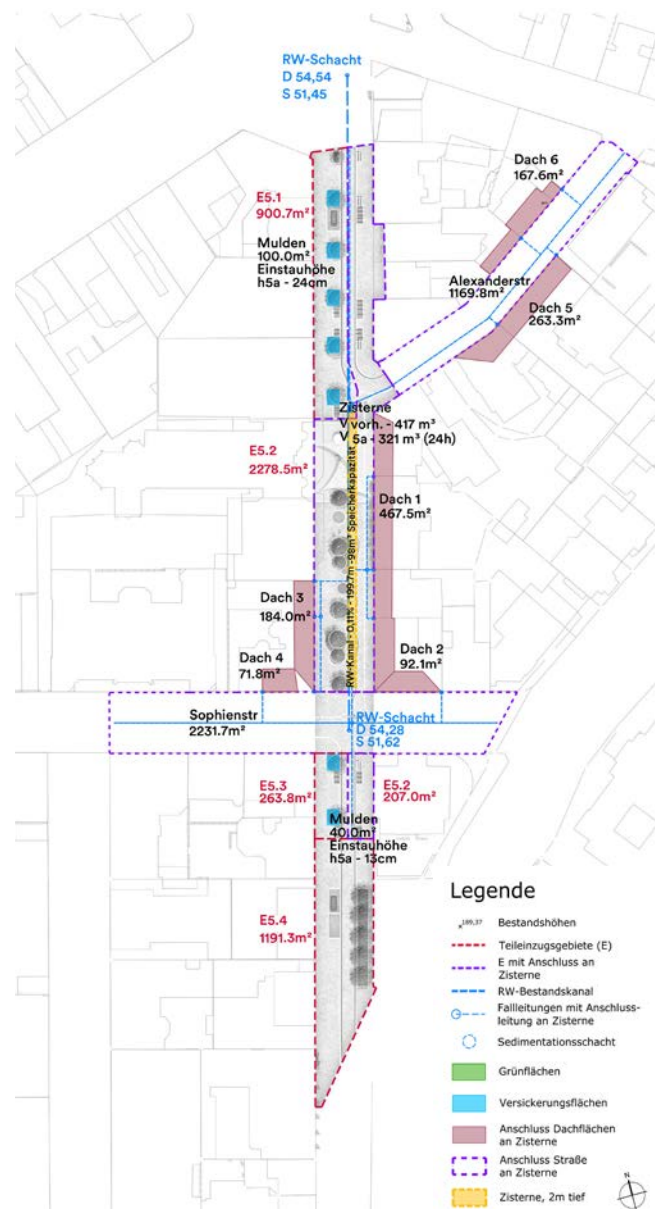 RW-Schacht
D 54,54
S 51,45
Dach 6
167.6m²
E5.1
900.7m²
Mulden
100.0m²
Einstauhöhe
h5a - 24cm
Alexanderstr
1169.8m²
Dach 5
263.3m²
Zisterne
V vorh. - 417 m³
V 5a - 321 m³ (24h)
E5.2
2278.5m²
RW-Kanal - 0,11% - 199.7m - 98m³ Speicherkapazität
Dach 1
467.5m²
Dach 3
184.0m²
Dach 4
71.8m²
Dach 2
92.1m²
Sophienstr
2231.7m²
RW-Schacht
D 54,28
S 51,62
E5.3
263.8m²
E5.2
207.0m²
Mulden
40.0m²
Einstauhöhe
h5a - 13cm
E5.4
1191.3m²
Legende
189,37 Bestandshöhen
Teileinzugsgebiete (E)
E mit Anschluss an
Zisterne
RW-Bestandskanal
Fallleitungen mit Anschluss-
leitung an Zisterne
Sedimentationsschacht
Grünflächen
Versickerungsflächen
Anschluss Dachflächen
an Zisterne
Anschluss Straße
an Zisterne
Zisterne, 2m tief
N